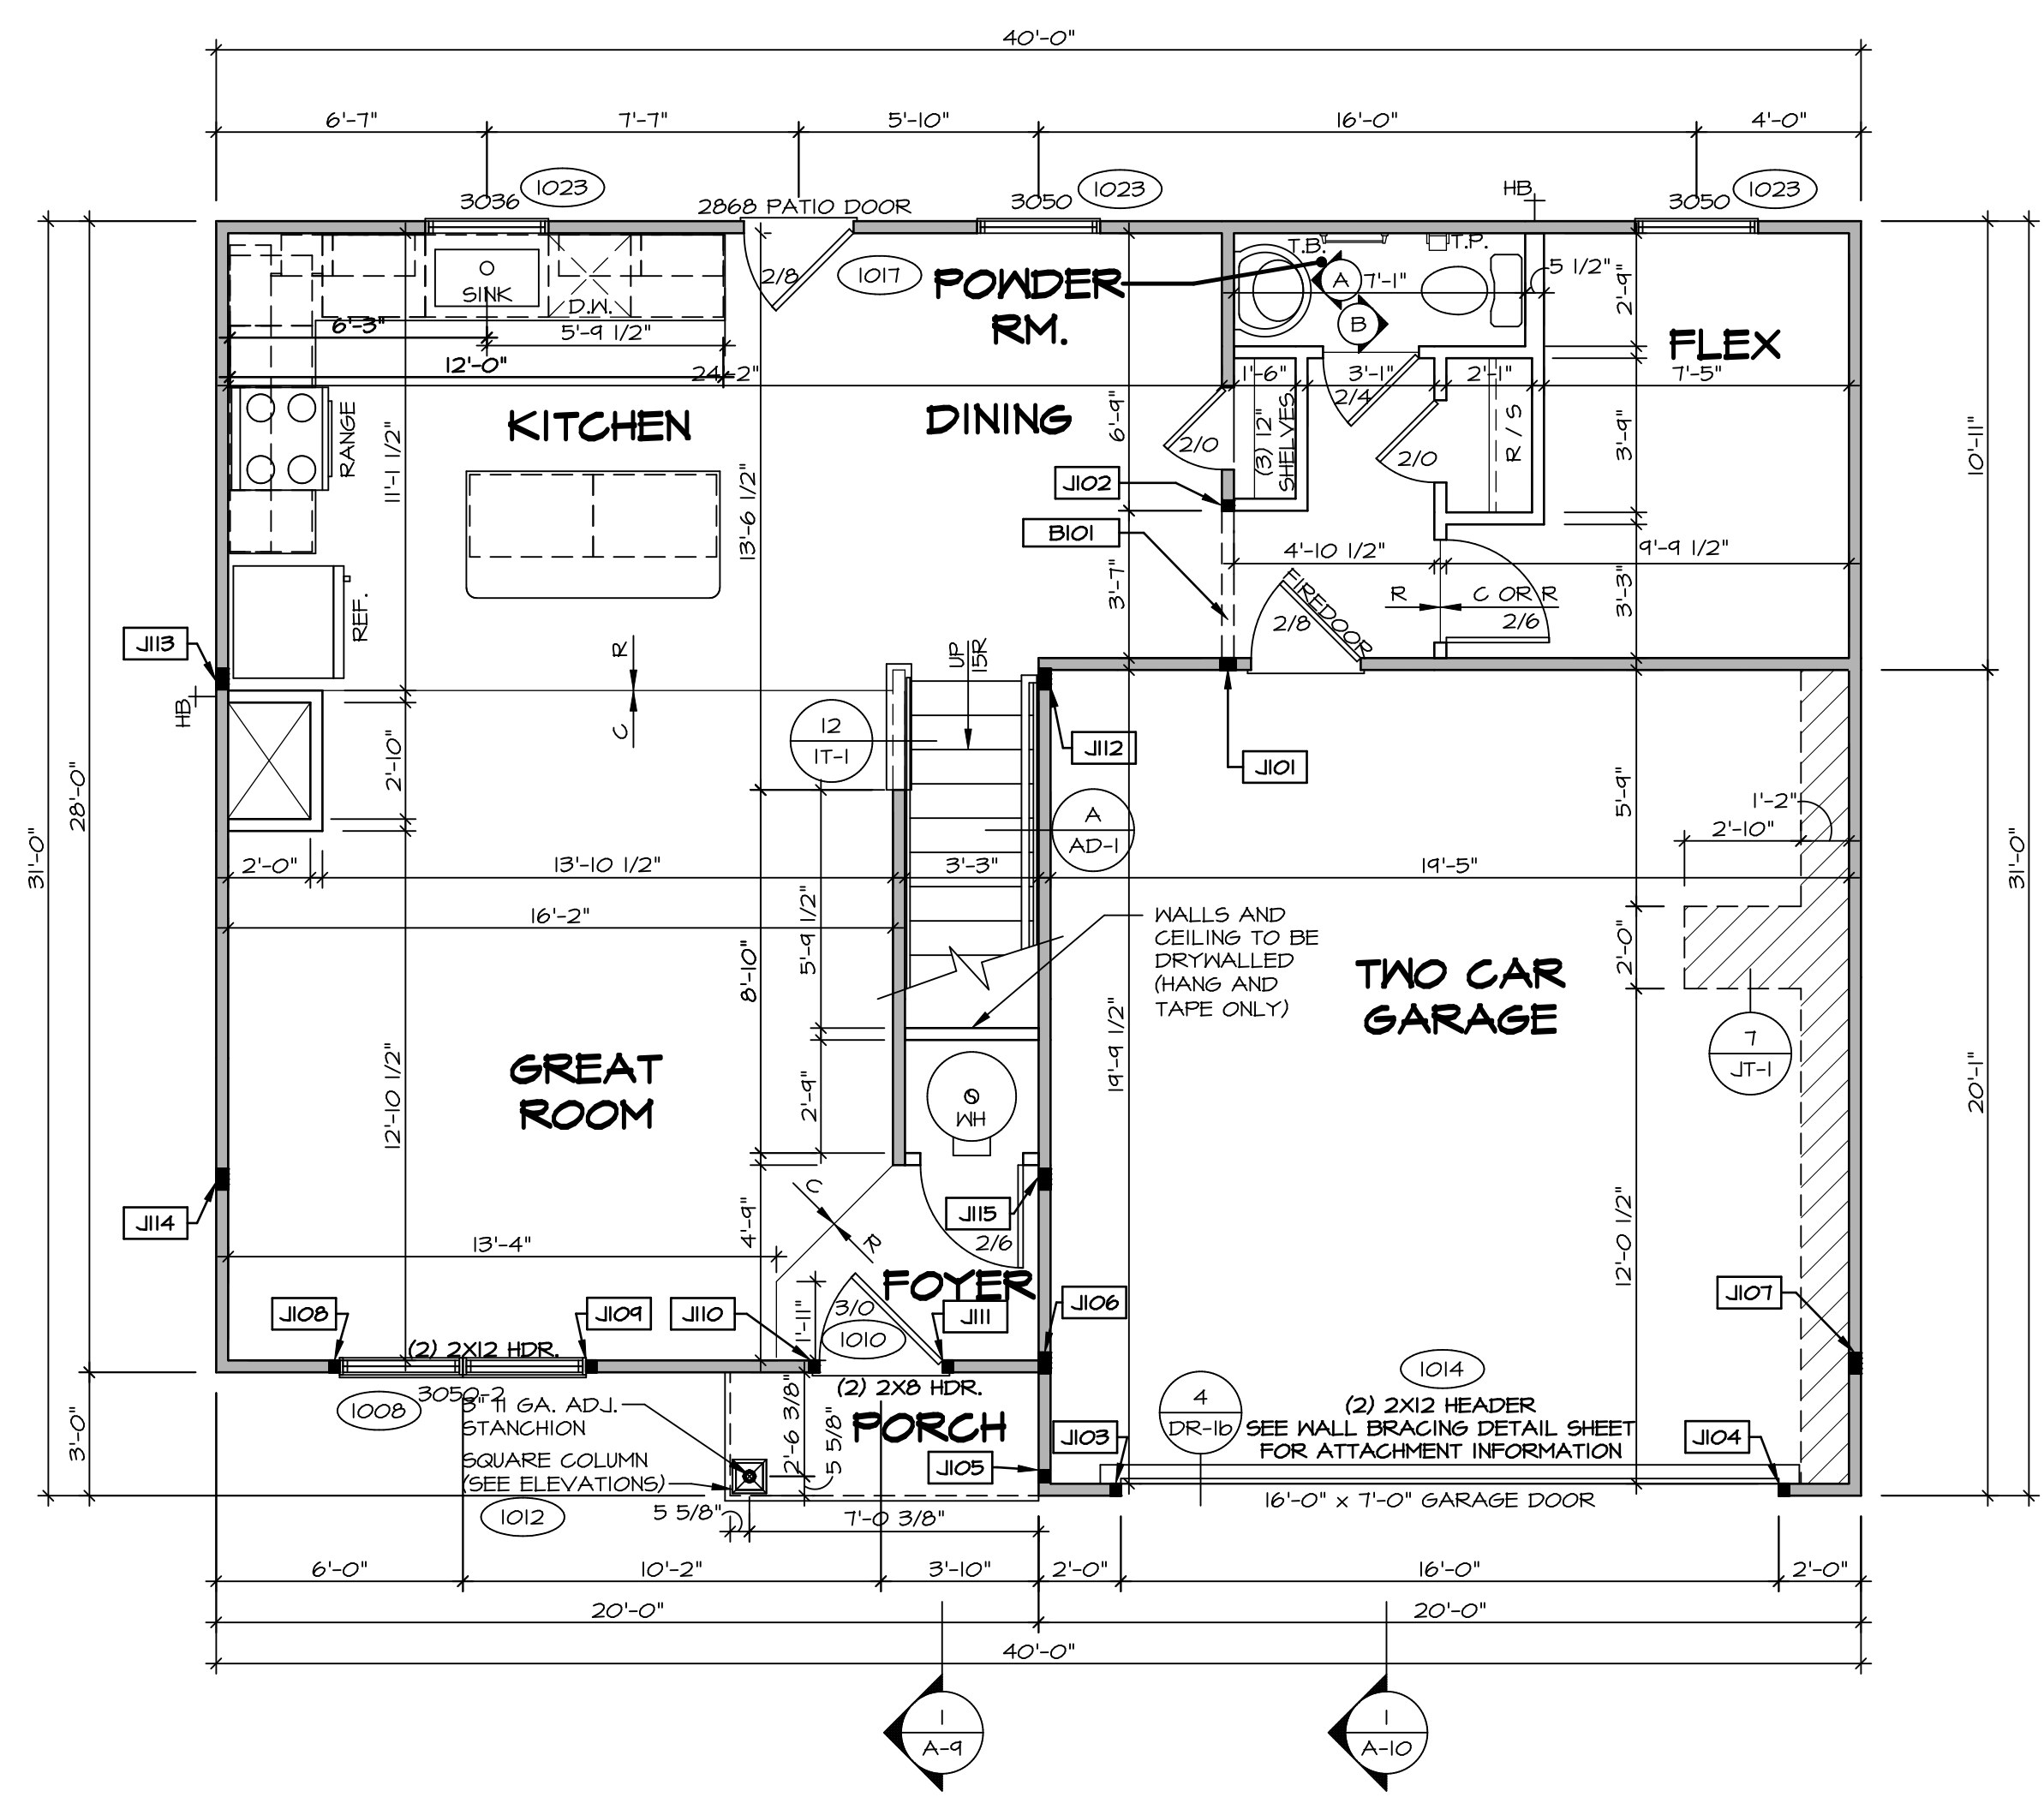 40'-0"
6'-7"
7'-7"
5'-10"
16'-0"
4'-0"
3036
1023
2868 PATIO DOOR
3050
1023
HB
3050
1023
SINK
D.W.
2/8
1017
POWDER
RM.
T.B.
T.P.
A
7'-1"
B
5 1/2"
2'-9"
FLEX
6'-3"
5'-9 1/2"
12'-0"
24'-2"
1'-6"
3'-1"
2'-1"
7'-5"
2/4
KITCHEN
DINING
RANGE
11'-1 1/2"
13'-6 1/2"
6'-9"
2/0
(3) 12"
SHELVES
2/0
R / S
3'-9"
10'-11"
J102
B101
4'-10 1/2"
9'-9 1/2"
3'-7"
FIREDOOR
2/8
R
C OR R
2/6
3'-3"
REF.
J113
HB
R
C
UP
15R
12
1T-1
J112
J101
2'-10"
5'-9"
1'-2"
2'-10"
A
AD-1
28'-0"
31'-0"
31'-0"
2'-0"
13'-10 1/2"
3'-3"
19'-5"
16'-2"
5'-9 1/2"
8'-10"
WALLS AND
CEILING TO BE
DRYWALLED
(HANG AND
TAPE ONLY)
TWO CAR
GARAGE
2'-0"
7
JT-1
19'-9 1/2"
20'-1"
GREAT
ROOM
12'-10 1/2"
2'-9"
WH
J114
C
R
4'-9"
J115
2/6
12'-0 1/2"
13'-4"
FOYER
J108
J109
J110
3/0
1010
1'-11"
J111
J106
J107
(2) 2X12 HDR.
3050-2
1008
(2) 2X8 HDR.
PORCH
1014
(2) 2X12 HEADER
SEE WALL BRACING DETAIL SHEET
FOR ATTACHMENT INFORMATION
4
DR-1b
J103
J104
J105
3" 11 GA. ADJ.
STANCHION
SQUARE COLUMN
(SEE ELEVATIONS)
1012
2'-6 3/8"
5 5/8"
3'-0"
5 5/8"
7'-0 3/8"
16'-0" x 7'-0" GARAGE DOOR
6'-0"
10'-2"
3'-10"
2'-0"
16'-0"
2'-0"
20'-0"
20'-0"
40'-0"
1
A-9
1
A-10